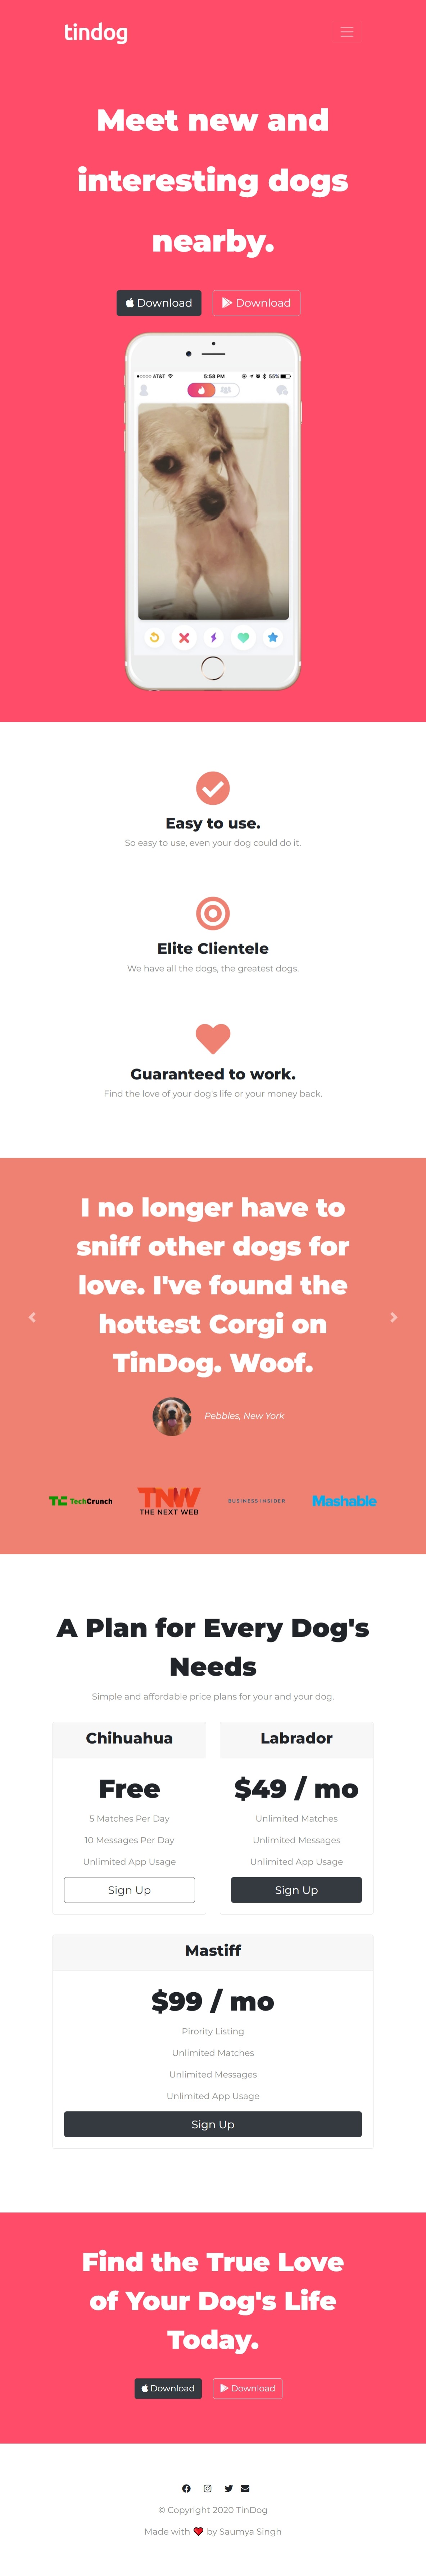 tindog
Meet new and
interesting dogs
nearby.
Download
Download
AT&T
5:58 PM
55%
Easy to use.
So easy to use, even your dog could do it.
Elite Clientele
We have all the dogs, the greatest dogs.
Guaranteed to work.
Find the love of your dog's life or your money back.
I no longer have to
sniff other dogs for
love. I've found the
hottest Corgi on
TinDog. Woof.
Pebbles, New York
TC TechCrunch
TNW
THE NEXT WEB
BUSINESS INSIDER
Mashable
A Plan for Every Dog's
Needs
Simple and affordable price plans for your and your dog.
Chihuahua
Free
5 Matches Per Day
10 Messages Per Day
Unlimited App Usage
Sign Up
Labrador
$49 / mo
Unlimited Matches
Unlimited Messages
Unlimited App Usage
Sign Up
Mastiff
$99 / mo
Pirority Listing
Unlimited Matches
Unlimited Messages
Unlimited App Usage
Sign Up
Find the True Love
of Your Dog's Life
Today.
Download
Download
© Copyright 2020 TinDog
Made with ❤ by Saumya Singh